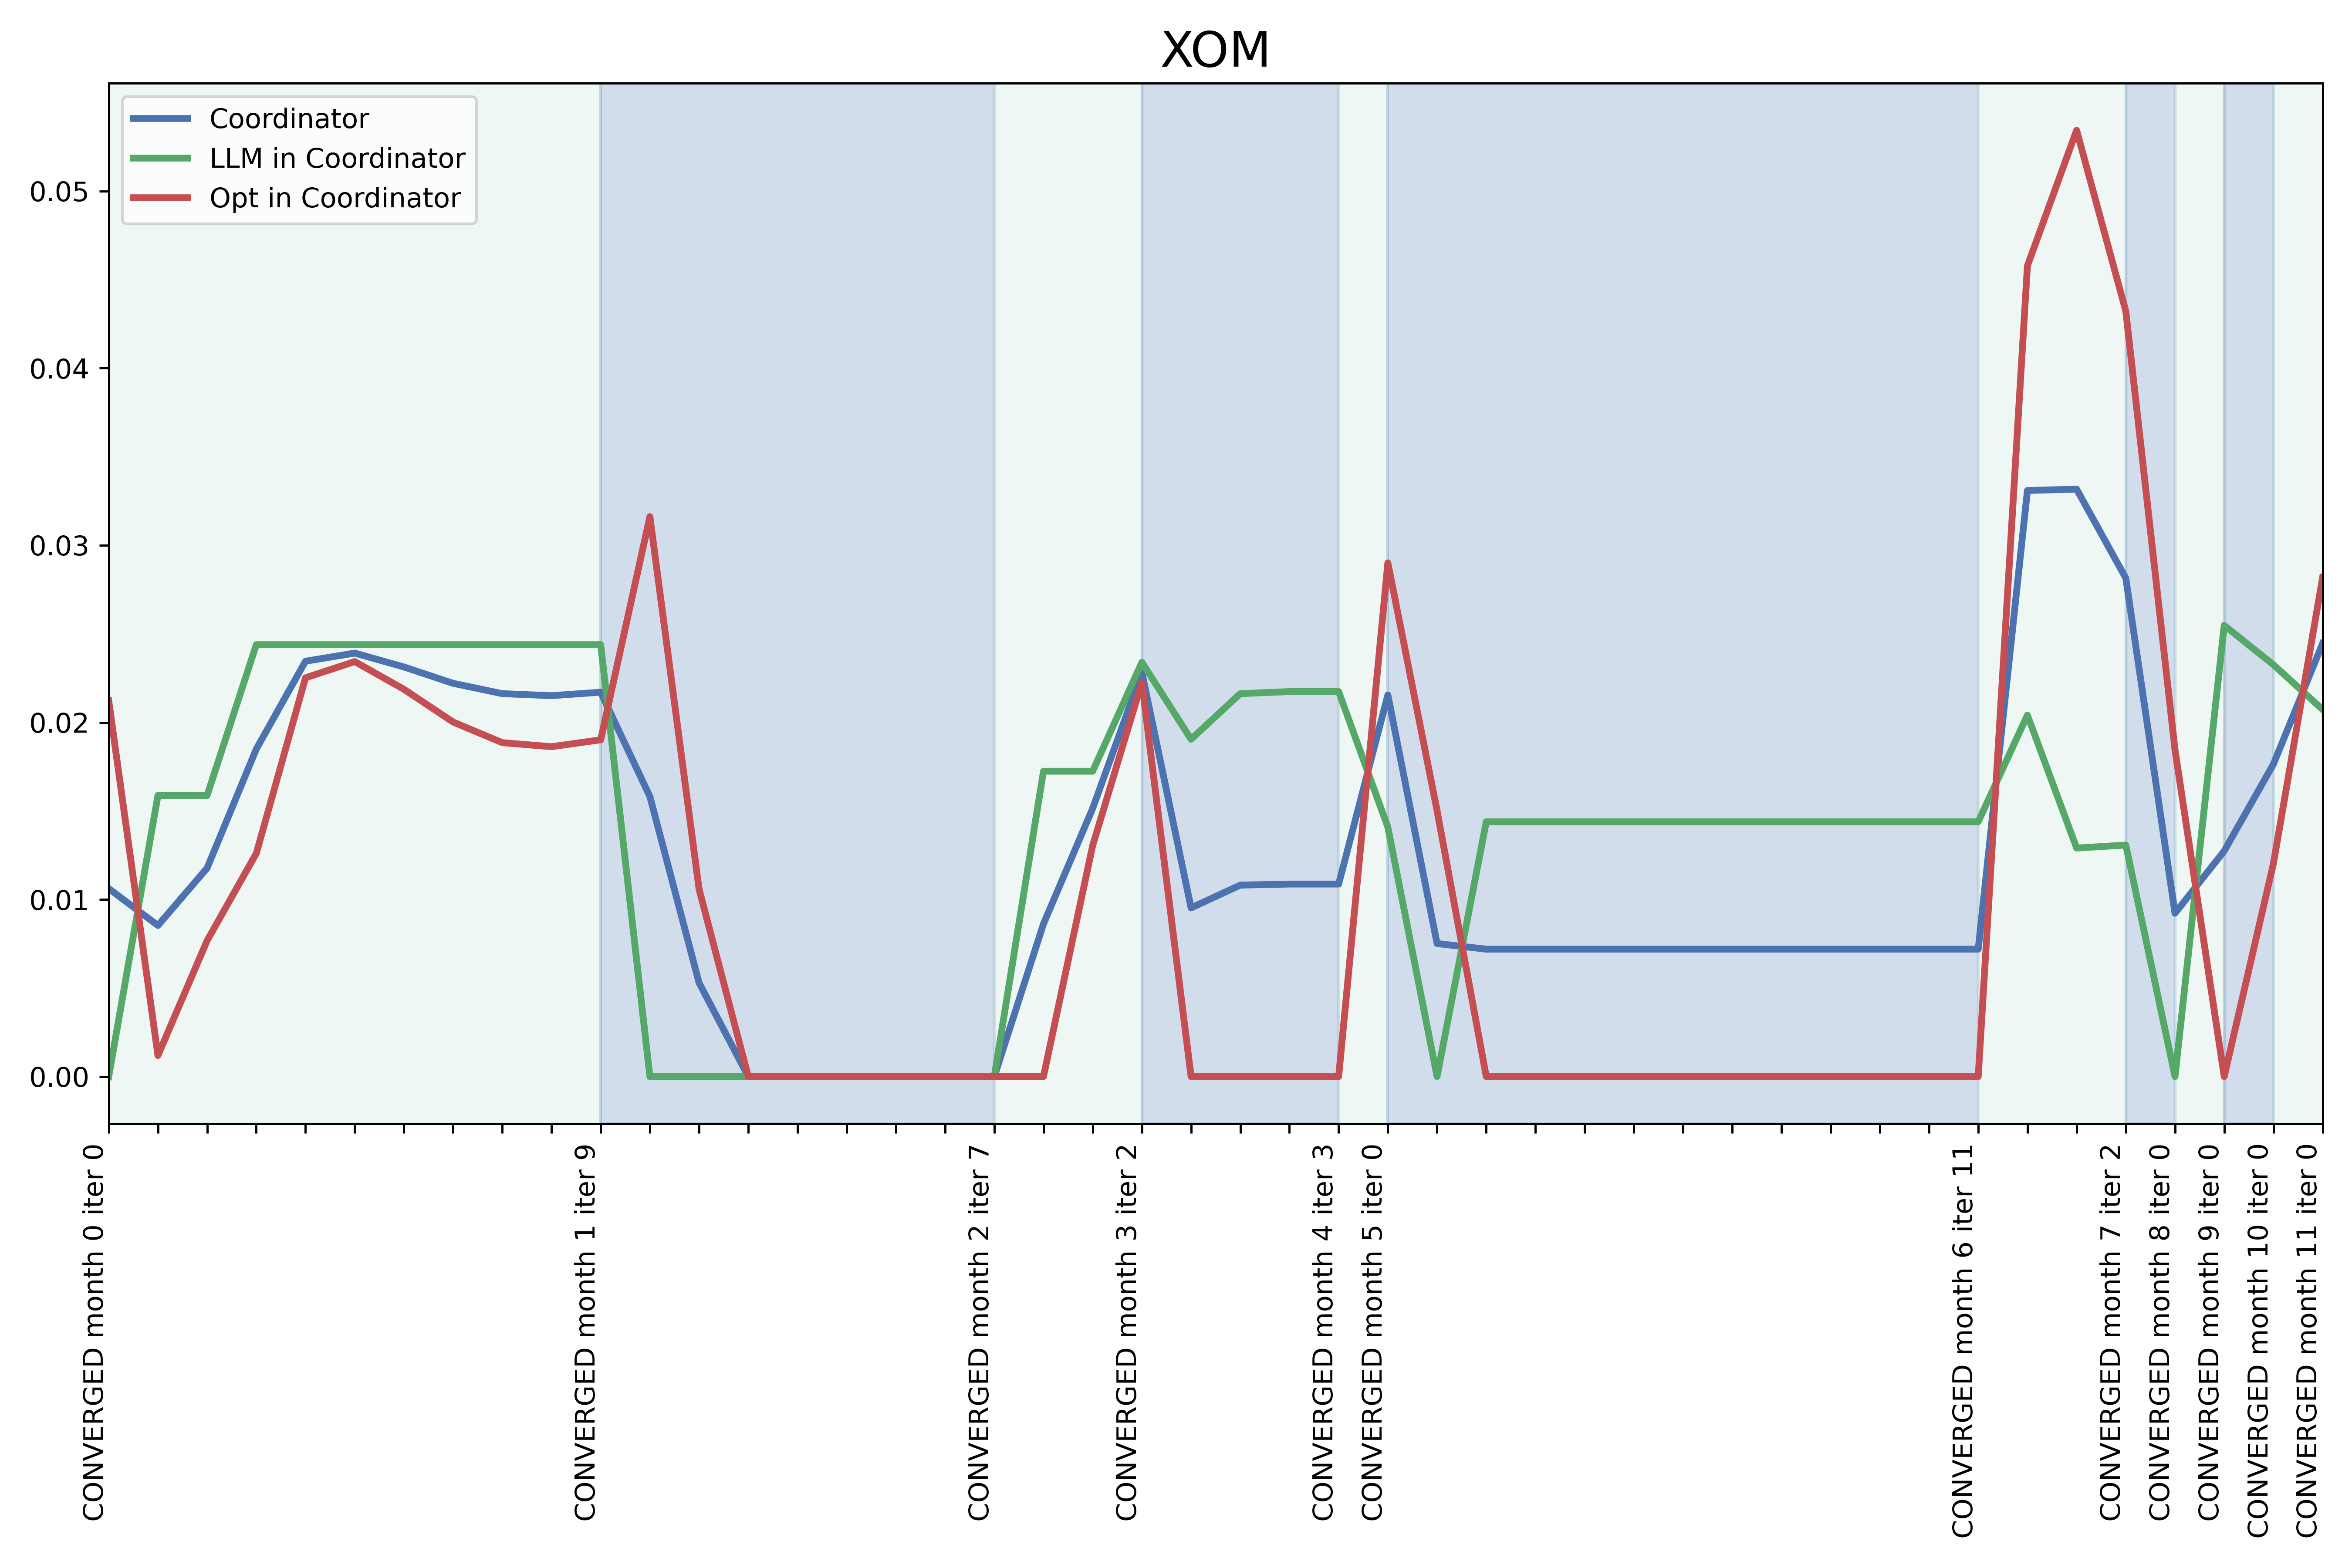 XOM
Coordinator
LLM in Coordinator
Opt in Coordinator
0.05
0.04
0.03
0.02
0.01
0.00
CONVERGED month 0 iter 0
CONVERGED month 1 iter 9
CONVERGED month 2 iter 7
CONVERGED month 3 iter 2
CONVERGED month 4 iter 3
CONVERGED month 5 iter 0
CONVERGED month 6 iter 11
CONVERGED month 7 iter 2
CONVERGED month 8 iter 0
CONVERGED month 9 iter 0
CONVERGED month 10 iter 0
CONVERGED month 11 iter 0